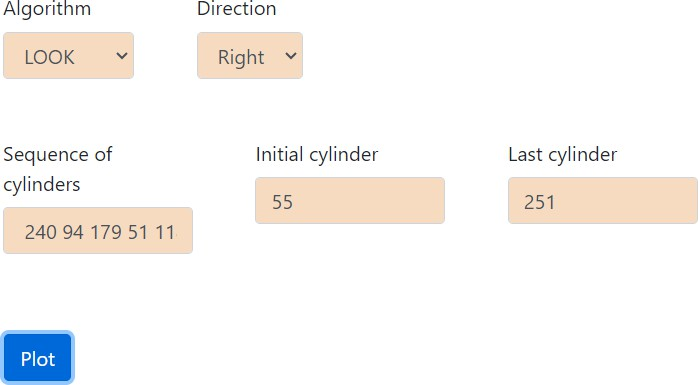 Algorithm Direction
LOOK Right
Sequence of cylinders Initial cylinder Last cylinder
240 94 179 51 11 55 251
Plot